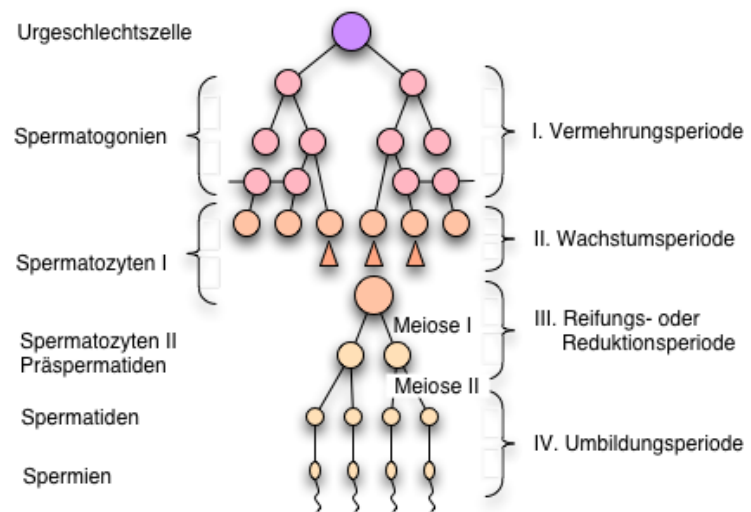 Urgeschlechtszelle
Spermatogonien
I. Vermehrungsperiode
II. Wachstumsperiode
Spermatozyten I
Meiose I
III. Reifungs- oder
Reduktionsperiode
Spermatozyten II
Präspermatiden
Meiose II
Spermatiden
IV. Umbildungsperiode
Spermien